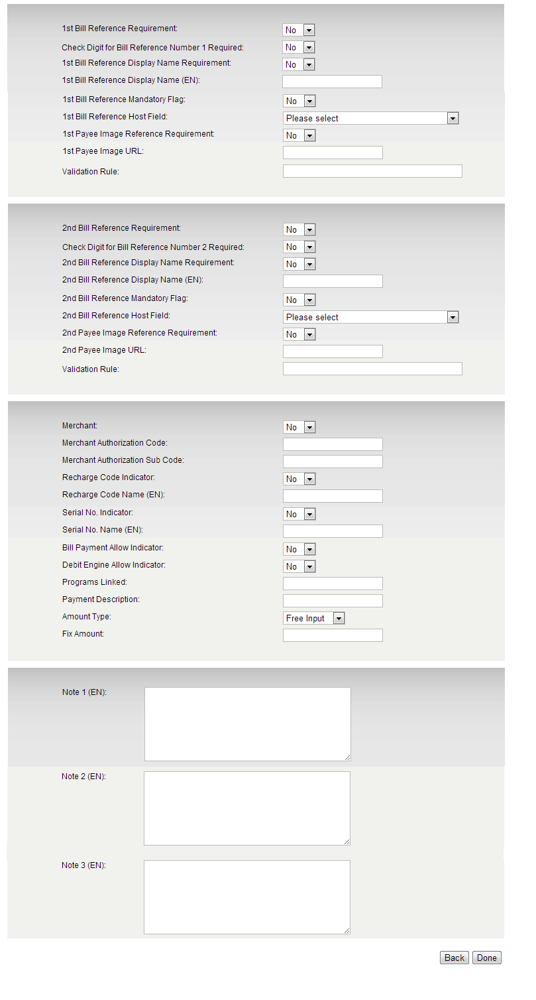 1st Bill Reference Requirement: No
Check Digit for Bill Reference Number 1 Required: No
1st Bill Reference Display Name Requirement: No
1st Bill Reference Display Name (EN):
1st Bill Reference Mandatory Flag: No
1st Bill Reference Host Field: Please select
1st Payee Image Reference Requirement: No
1st Payee Image URL:
Validation Rule:
2nd Bill Reference Requirement: No
Check Digit for Bill Reference Number 2 Required: No
2nd Bill Reference Display Name Requirement: No
2nd Bill Reference Display Name (EN):
2nd Bill Reference Mandatory Flag: No
2nd Bill Reference Host Field: Please select
2nd Payee Image Reference Requirement: No
2nd Payee Image URL:
Validation Rule:
Merchant: No
Merchant Authorization Code:
Merchant Authorization Sub Code:
Recharge Code Indicator: No
Recharge Code Name (EN):
Serial No. Indicator: No
Serial No. Name (EN):
Bill Payment Allow Indicator: No
Debit Engine Allow Indicator: No
Programs Linked:
Payment Description:
Amount Type: Free Input
Fix Amount:
Note 1 (EN):
Note 2 (EN):
Note 3 (EN):
Back Done